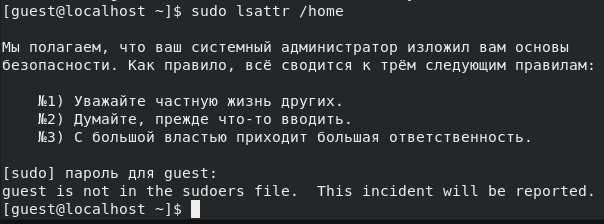 [guest@localhost ~]$ sudo lsattr /home
Мы полагаем, что ваш системный администратор изложил вам основы
безопасности. Как правило, всё сводится к трём следующим правилам:
№1) Уважайте частную жизнь других.
№2) Думайте, прежде что-то вводить.
№3) С большой властью приходит большая ответственность.
[sudo] пароль для guest:
guest is not in the sudoers file.  This incident will be reported.
[guest@localhost ~]$